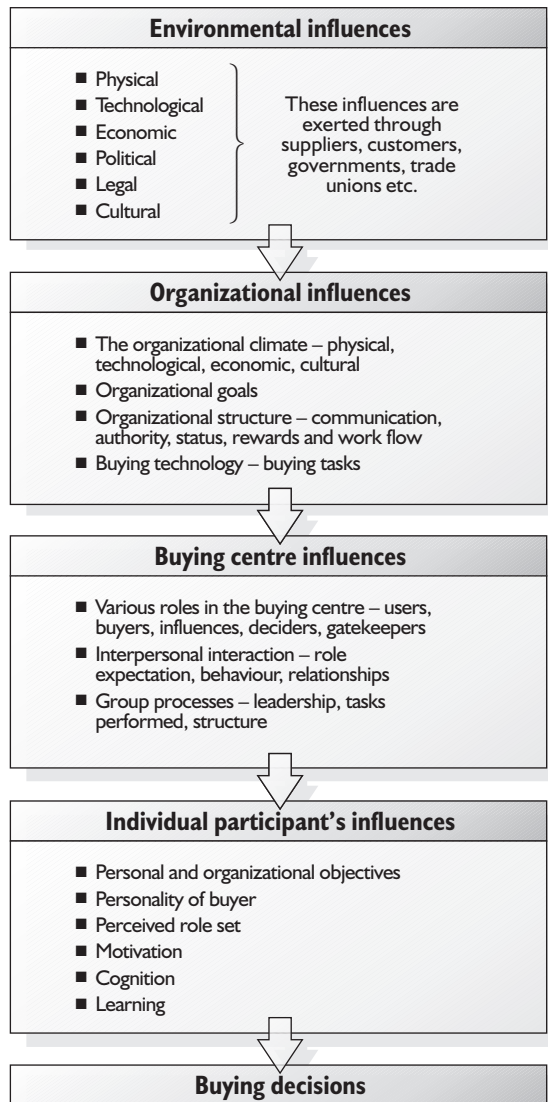 Environmental influences
■ Physical
■ Technological
■ Economic
■ Political
■ Legal
■ Cultural
These influences are
exerted through
suppliers, customers,
governments, trade
unions etc.
Organizational influences
■ The organizational climate – physical,
technological, economic, cultural
■ Organizational goals
■ Organizational structure – communication,
authority, status, rewards and work flow
■ Buying technology – buying tasks
Buying centre influences
■ Various roles in the buying centre – users,
buyers, influences, deciders, gatekeepers
■ Interpersonal interaction – role
expectation, behaviour, relationships
■ Group processes – leadership, tasks
performed, structure
Individual participant's influences
■ Personal and organizational objectives
■ Personality of buyer
■ Perceived role set
■ Motivation
■ Cognition
■ Learning
Buying decisions